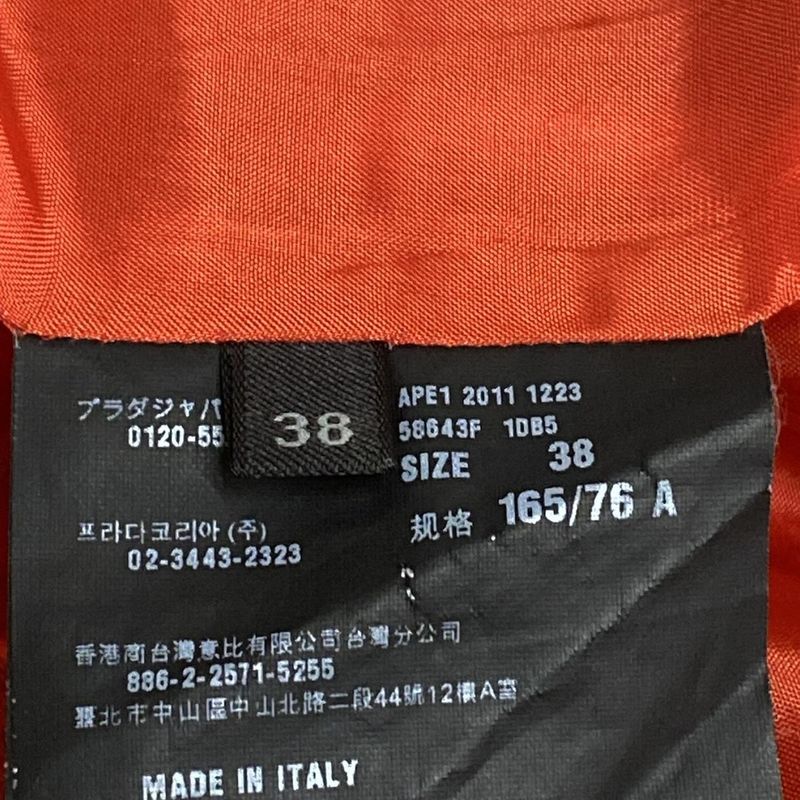 プラダジャパ
0120-55
38
APE1 2011 1223
58643F 1DB5
SIZE 38
规格 165/76 A
프라다코리아 (주)
02-3443-2323
香港商台灣意比有限公司台灣分公司
886-2-2571-5255
臺北市中山區中山北路二段44號12樓A室
MADE IN ITALY